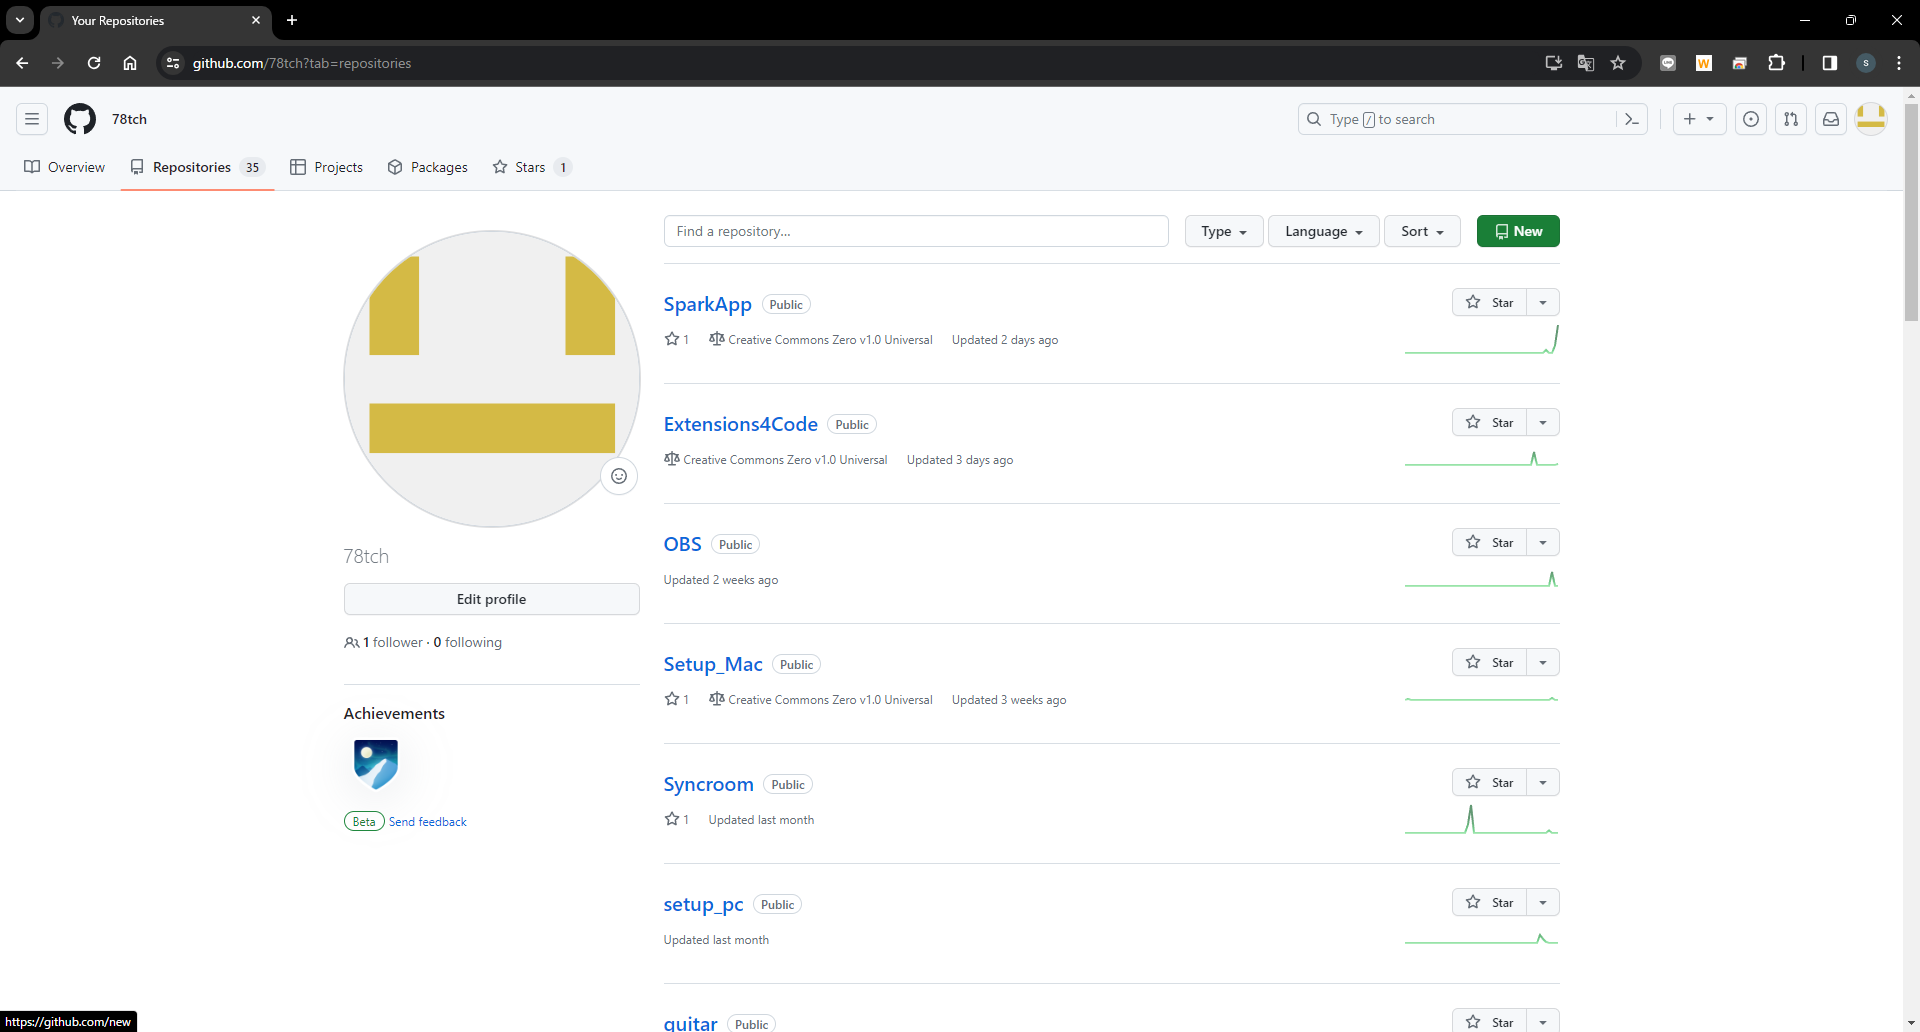 Your Repositories
github.com/78tch?tab=repositories
W
s
78tch
Type / to search
Overview
Repositories 35
Projects
Packages
Stars 1
Find a repository...
Type
Language
Sort
New
78tch
Edit profile
1 follower · 0 following
Achievements
Beta Send feedback
SparkApp Public
Star
1 Creative Commons Zero v1.0 Universal Updated 2 days ago
Extensions4Code Public
Star
Creative Commons Zero v1.0 Universal Updated 3 days ago
OBS Public
Star
Updated 2 weeks ago
Setup_Mac Public
Star
1 Creative Commons Zero v1.0 Universal Updated 3 weeks ago
Syncroom Public
Star
1 Updated last month
setup_pc Public
Star
Updated last month
guitar Public
Star
https://github.com/new